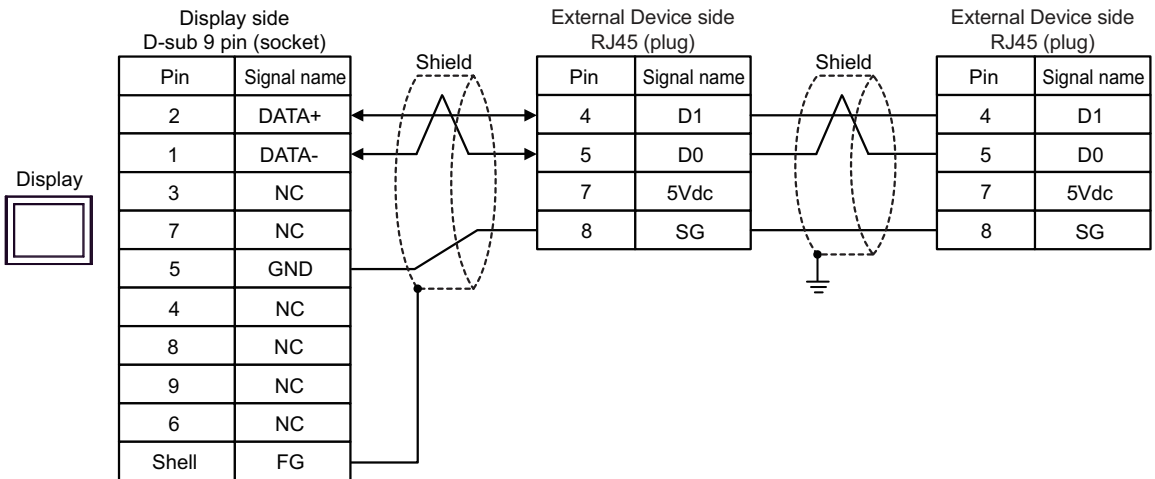 Display side
D-sub 9 pin (socket)
External Device side
RJ45 (plug)
External Device side
RJ45 (plug)
Shield
Shield
Pin Signal name
2 DATA+
1 DATA-
3 NC
7 NC
5 GND
4 NC
8 NC
9 NC
6 NC
Shell FG
Display
Pin Signal name
4 D1
5 D0
7 5Vdc
8 SG
Pin Signal name
4 D1
5 D0
7 5Vdc
8 SG